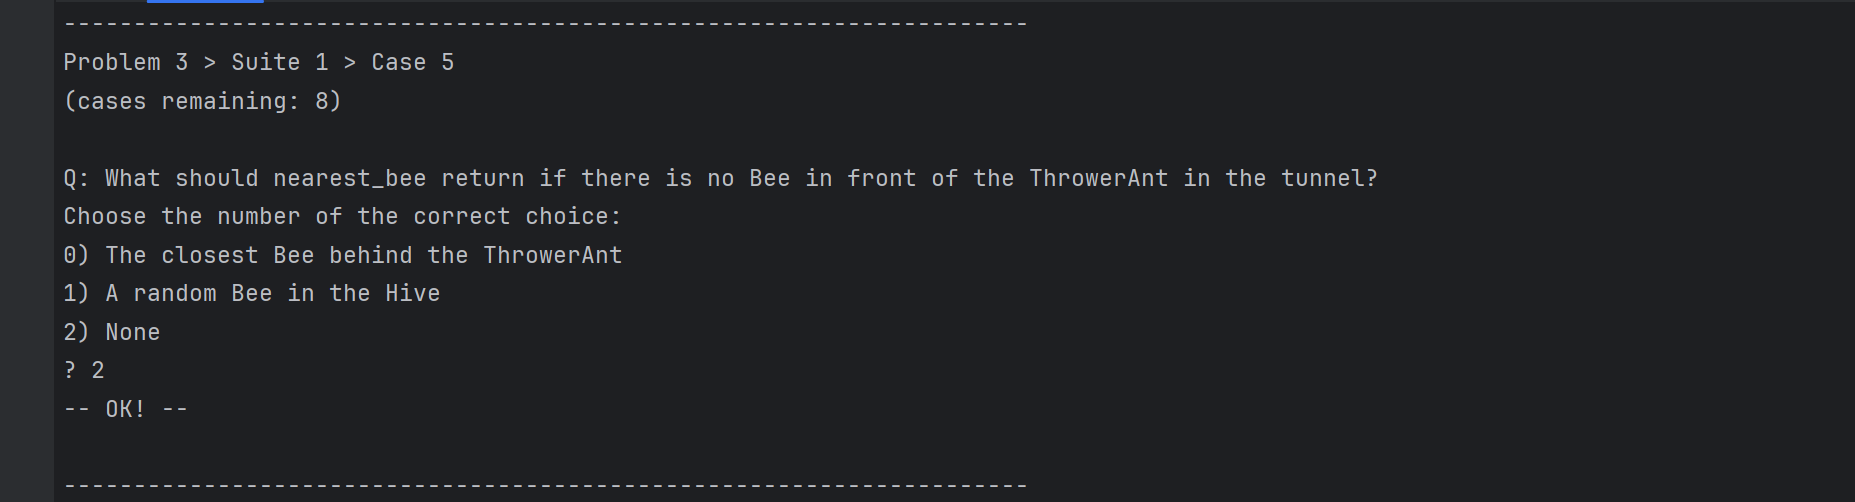 ---------------------------------------------------------------------
Problem 3 > Suite 1 > Case 5
(cases remaining: 8)
Q: What should nearest_bee return if there is no Bee in front of the ThrowerAnt in the tunnel?
Choose the number of the correct choice:
0) The closest Bee behind the ThrowerAnt
1) A random Bee in the Hive
2) None
? 2
-- OK! --
---------------------------------------------------------------------